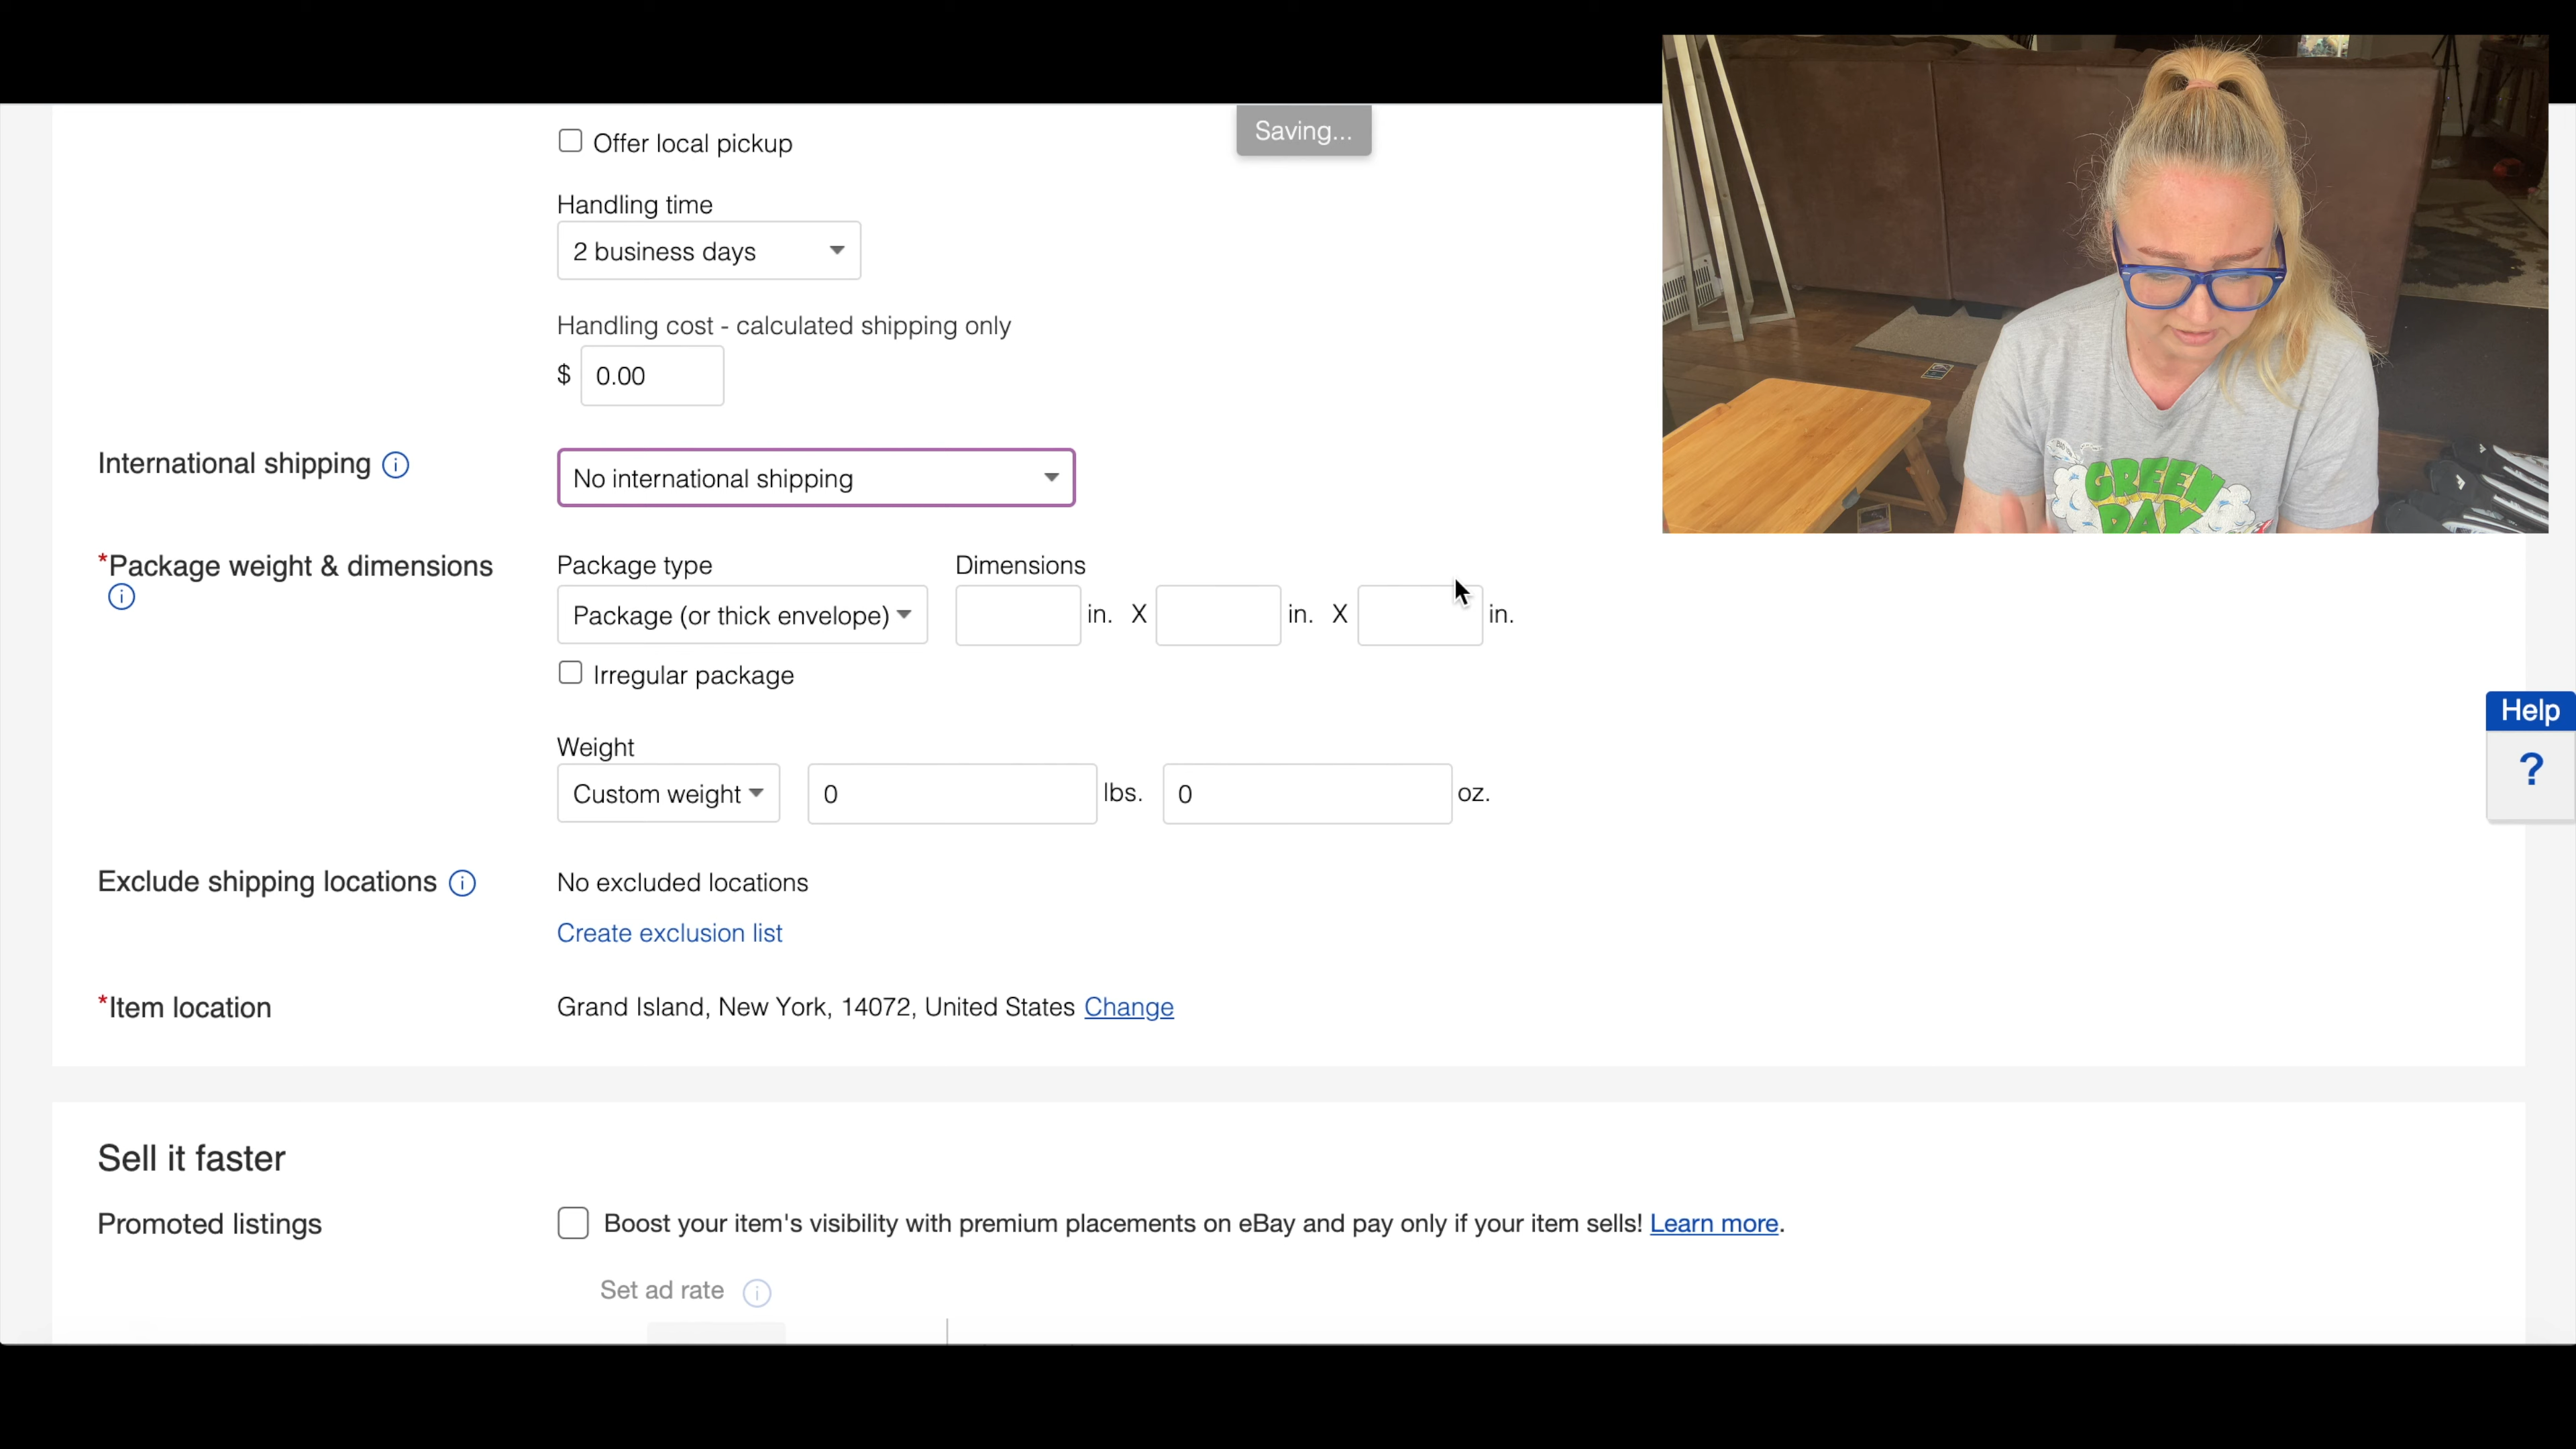 Offer local pickup
Saving...
Handling time
2 business days
Handling cost - calculated shipping only
$ 0.00
International shipping
No international shipping
*Package weight & dimensions
Package type
Dimensions
Package (or thick envelope)
in. X in. X in.
Irregular package
Weight
Custom weight 0 lbs. 0 oz.
Exclude shipping locations
No excluded locations
Create exclusion list
*Item location
Grand Island, New York, 14072, United States Change
Sell it faster
Promoted listings
Boost your item's visibility with premium placements on eBay and pay only if your item sells! Learn more.
Set ad rate
Help
?
GREEN
DAY